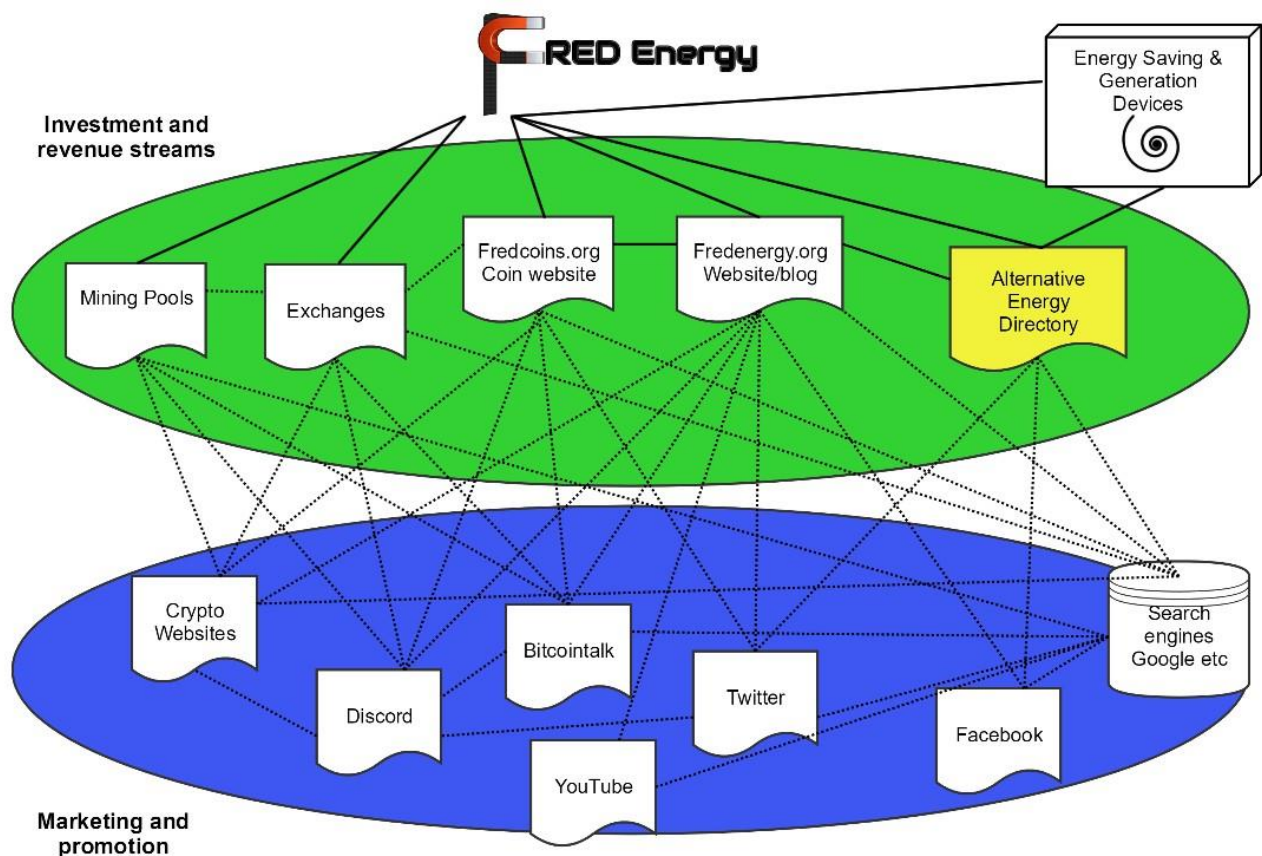 FRED Energy
Energy Saving &
Generation
Devices
Investment and
revenue streams
Mining Pools
Exchanges
Fredcoins.org
Coin website
Fredenergy.org
Website/blog
Alternative
Energy
Directory
Crypto
Websites
Discord
Bitcointalk
YouTube
Twitter
Facebook
Search
engines
Google etc
Marketing and
promotion